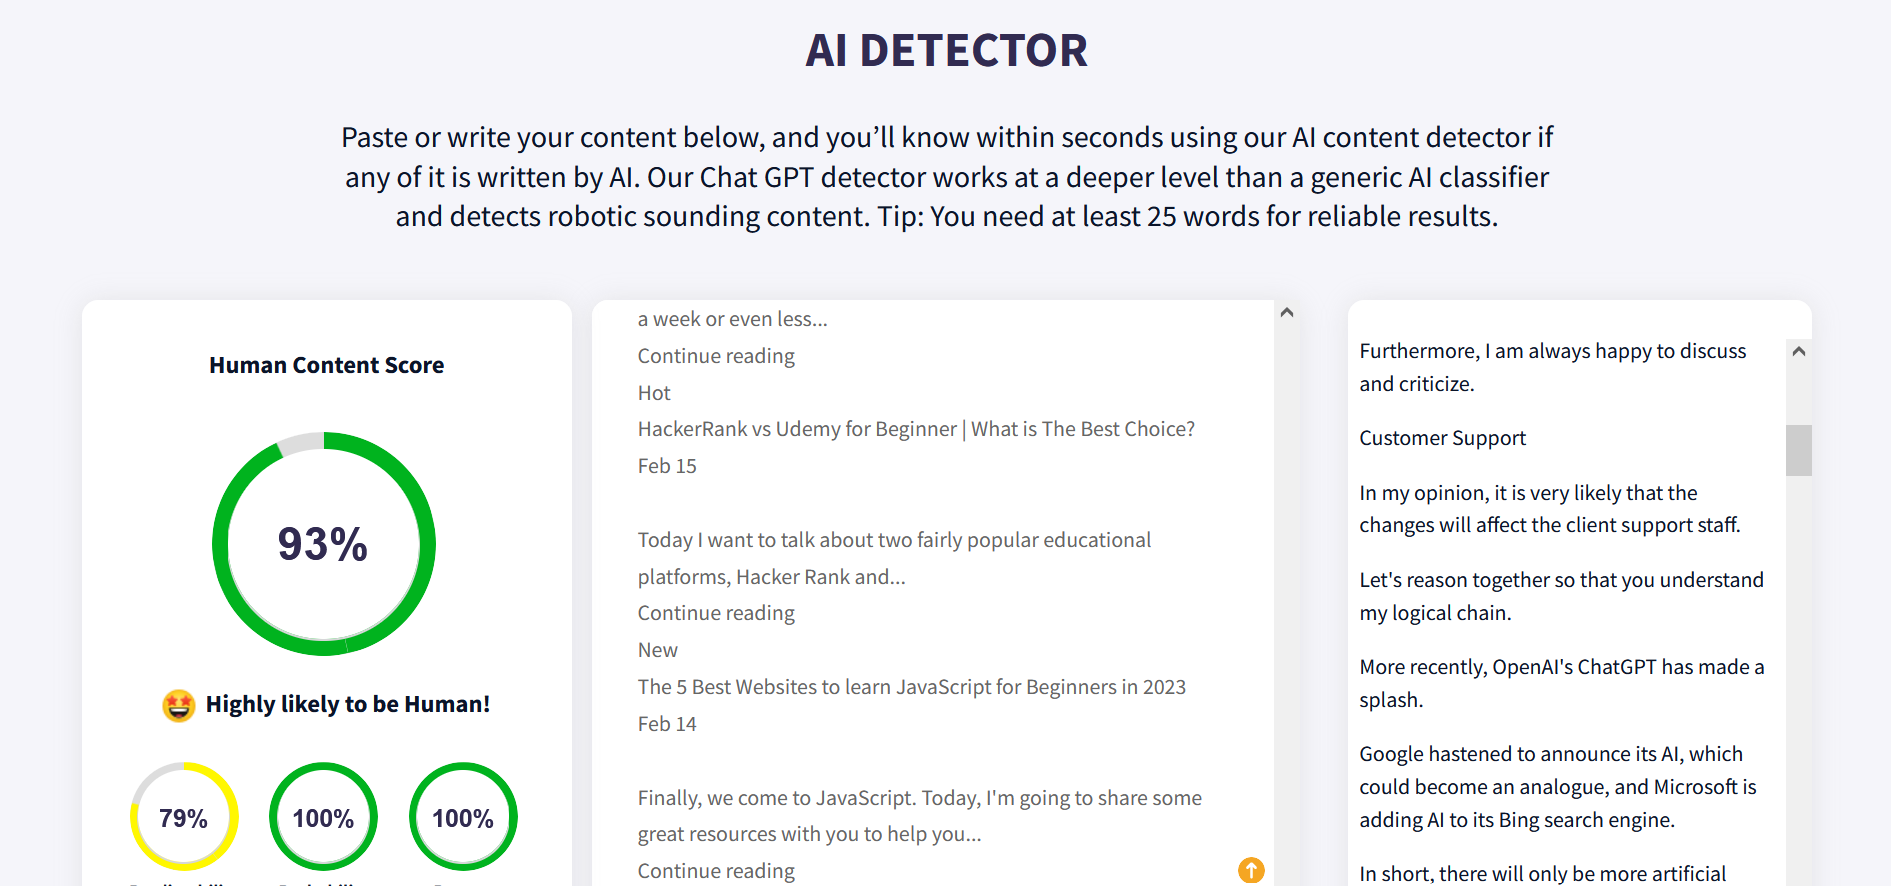 AI DETECTOR
Paste or write your content below, and you’ll know within seconds using our AI content detector if
any of it is written by AI. Our Chat GPT detector works at a deeper level than a generic AI classifier
and detects robotic sounding content. Tip: You need at least 25 words for reliable results.
Human Content Score
93%
Highly likely to be Human!
79%
100%
100%
a week or even less...
Continue reading
Hot
HackerRank vs Udemy for Beginner | What is The Best Choice?
Feb 15
Today I want to talk about two fairly popular educational
platforms, Hacker Rank and...
Continue reading
New
The 5 Best Websites to learn JavaScript for Beginners in 2023
Feb 14
Finally, we come to JavaScript. Today, I'm going to share some
great resources with you to help you...
Continue reading
Furthermore, I am always happy to discuss
and criticize.
Customer Support
In my opinion, it is very likely that the
changes will affect the client support staff.
Let's reason together so that you understand
my logical chain.
More recently, OpenAI's ChatGPT has made a
splash.
Google hastened to announce its AI, which
could become an analogue, and Microsoft is
adding AI to its Bing search engine.
In short, there will only be more artificial